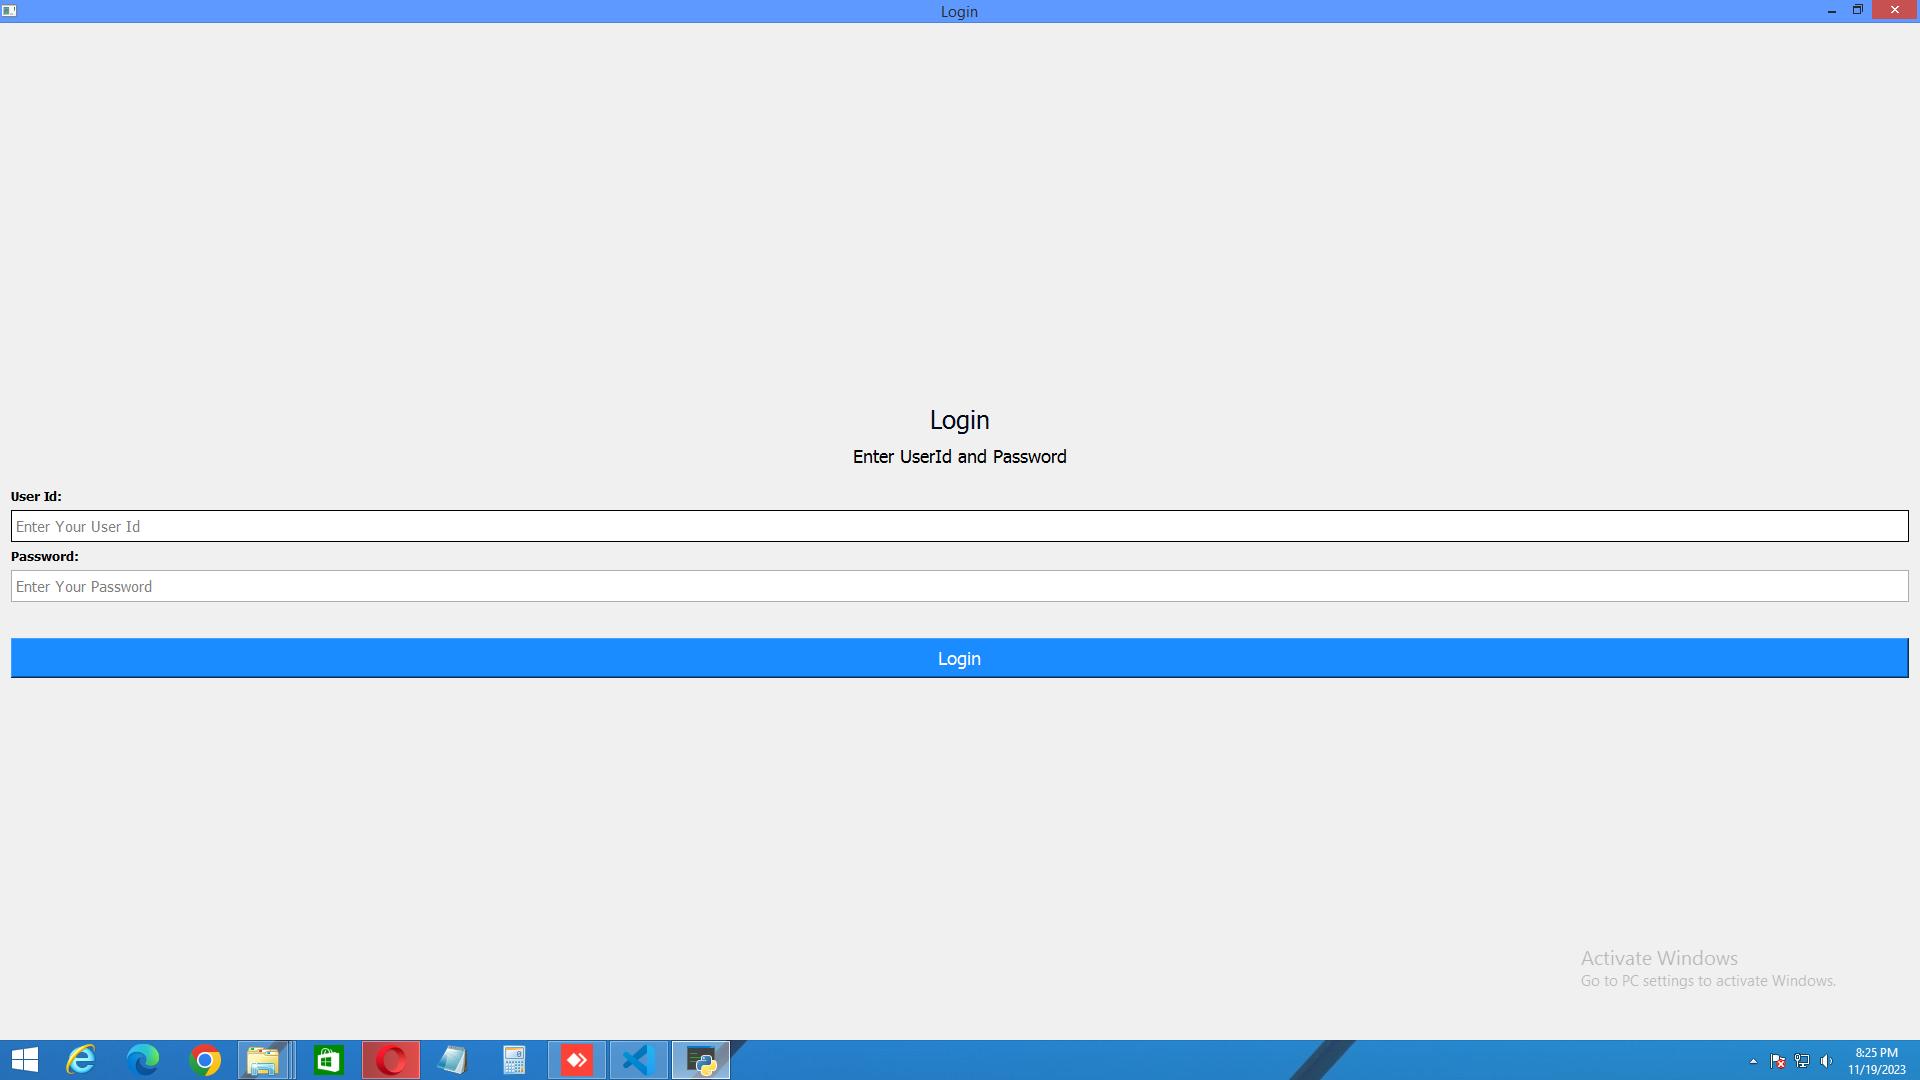 Login
Login
Enter UserId and Password
User Id:
Enter Your User Id
Password:
Enter Your Password
Login
Activate Windows
Go to PC settings to activate Windows.
8:25 PM
11/19/2023